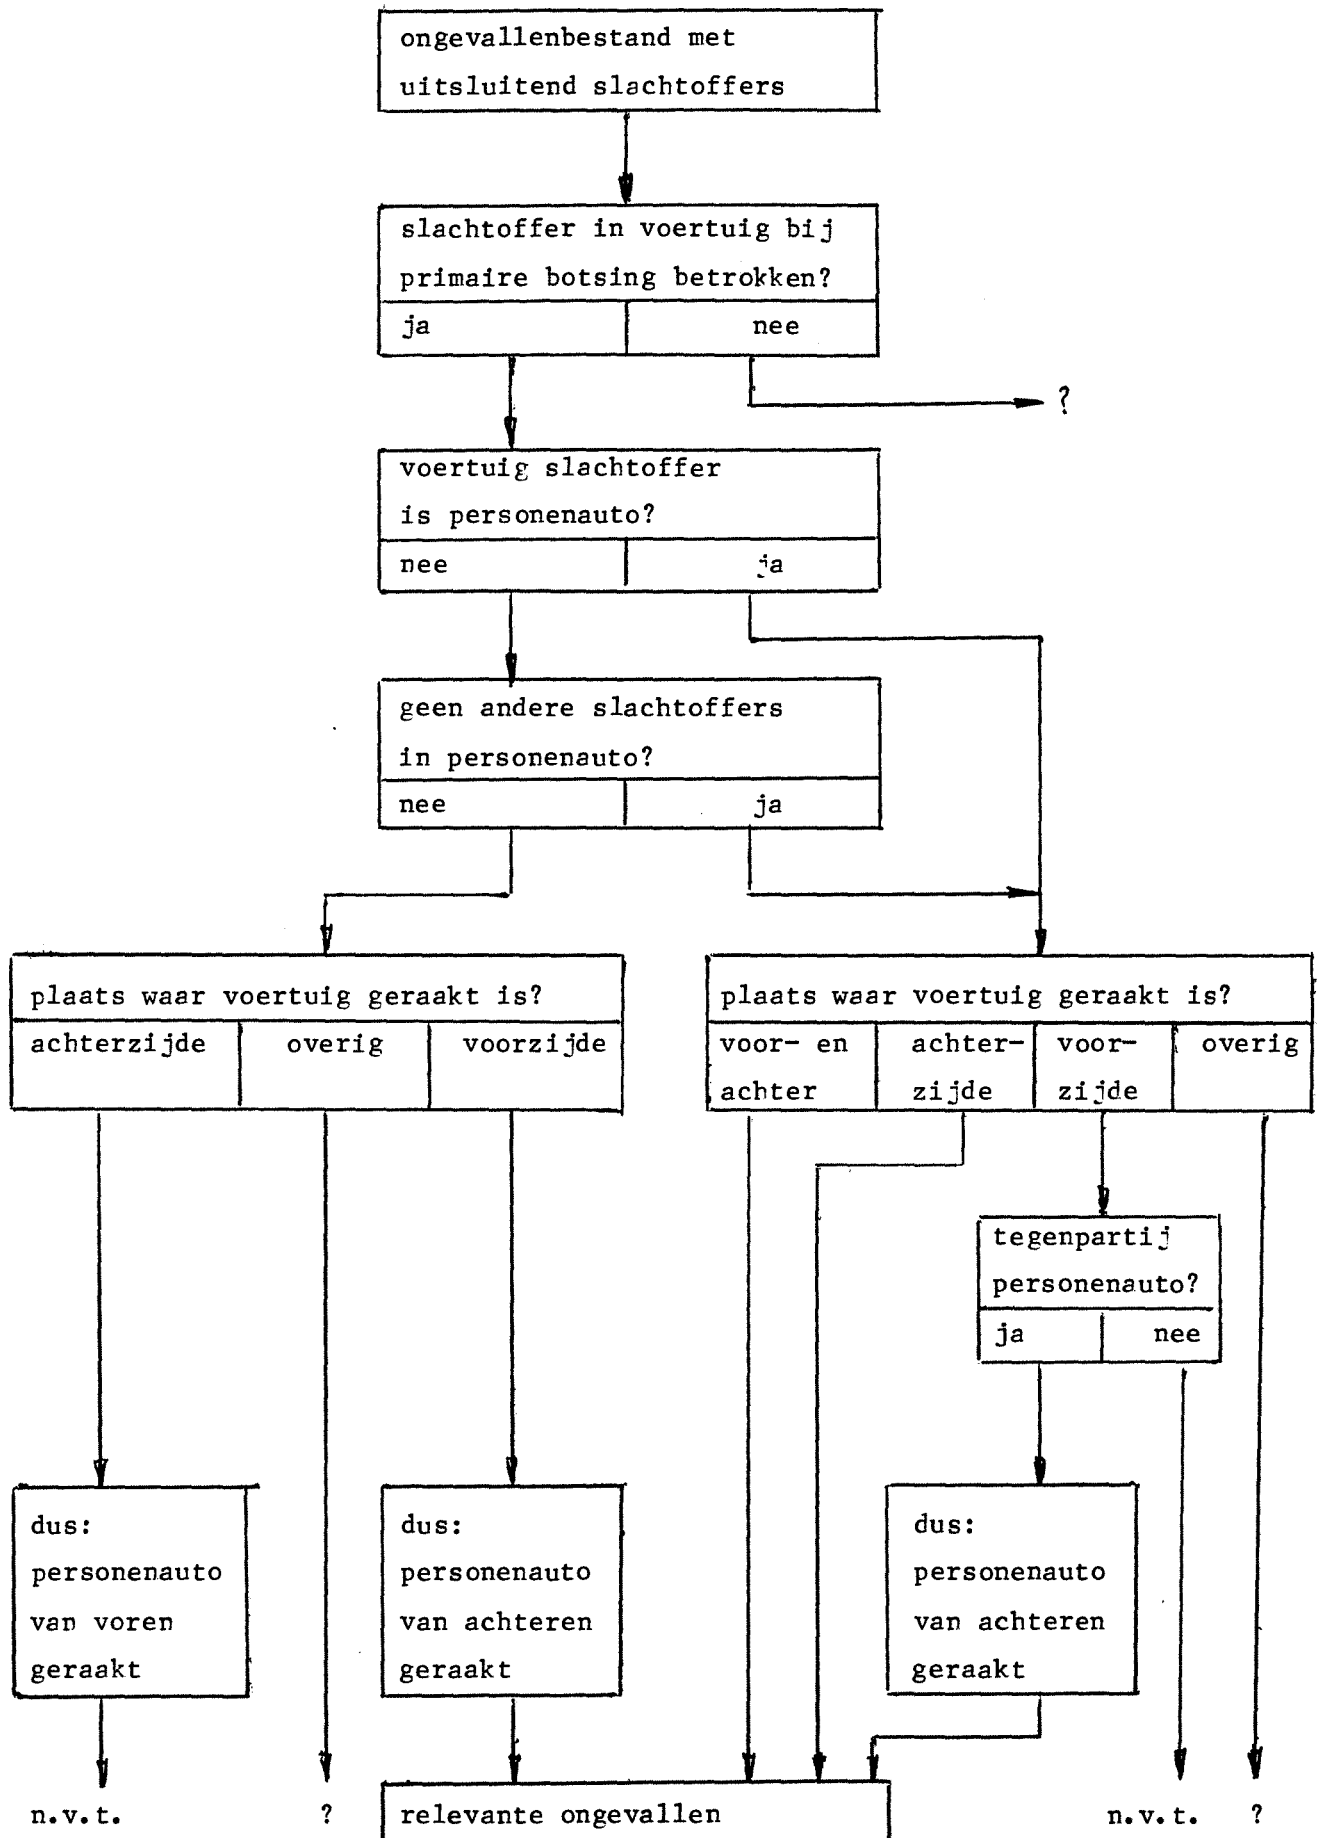 ongevallenbestand met
uitsluitend slachtoffers
slachtoffer in voertuig bij
primaire botsing betrokken?
ja
nee
?
voertuig slachtoffer
is personenauto?
nee
ja
geen andere slachtoffers
in personenauto?
nee
ja
plaats waar voertuig geraakt is?
achterzijde
overig
voorzijde
plaats waar voertuig geraakt is?
voor- en
achter
achter-
zijde
voor-
zijde
overig
tegenpartij
personenauto?
ja
nee
dus:
personenauto
van voren
geraakt
dus:
personenauto
van achteren
geraakt
dus:
personenauto
van achteren
geraakt
n.v.t.
?
relevante ongevallen
n.v.t.
?